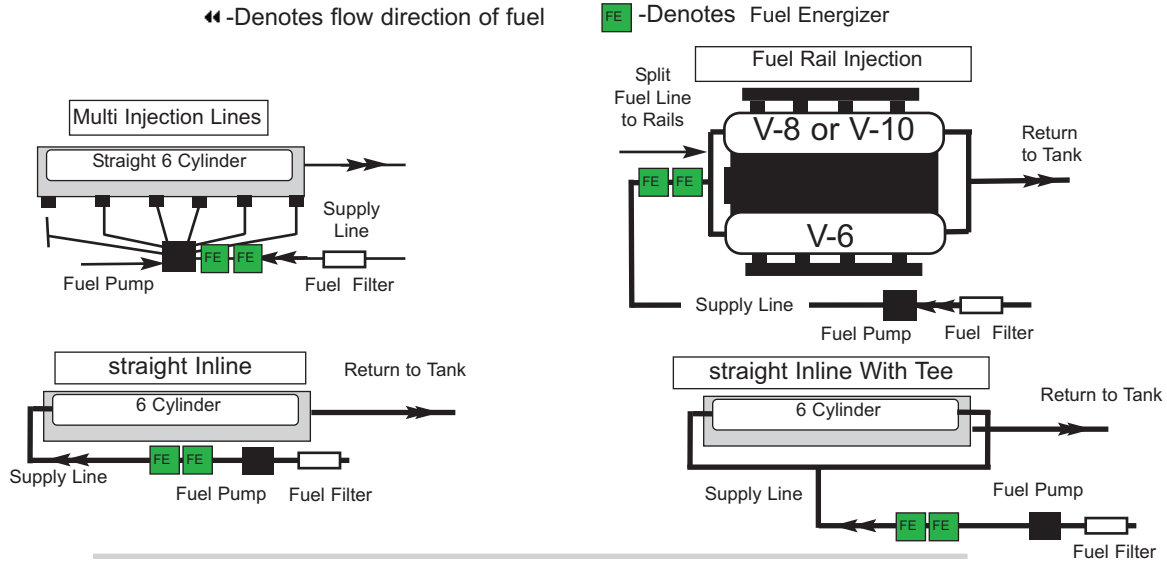 -Denotes flow direction of fuel
FE -Denotes Fuel Energizer
Multi Injection Lines
Straight 6 Cylinder
Supply
Line
FE FE
Fuel Pump
Fuel Filter
Fuel Rail Injection
Split
Fuel Line
to Rails
V-8 or V-10
Return
to Tank
FE FE
V-6
Supply Line
Fuel Pump
Fuel Filter
straight Inline
Return to Tank
6 Cylinder
FE FE
Supply Line
Fuel Pump
Fuel Filter
straight Inline With Tee
Return to Tank
6 Cylinder
Supply Line
Fuel Pump
FE FE
Fuel Filter